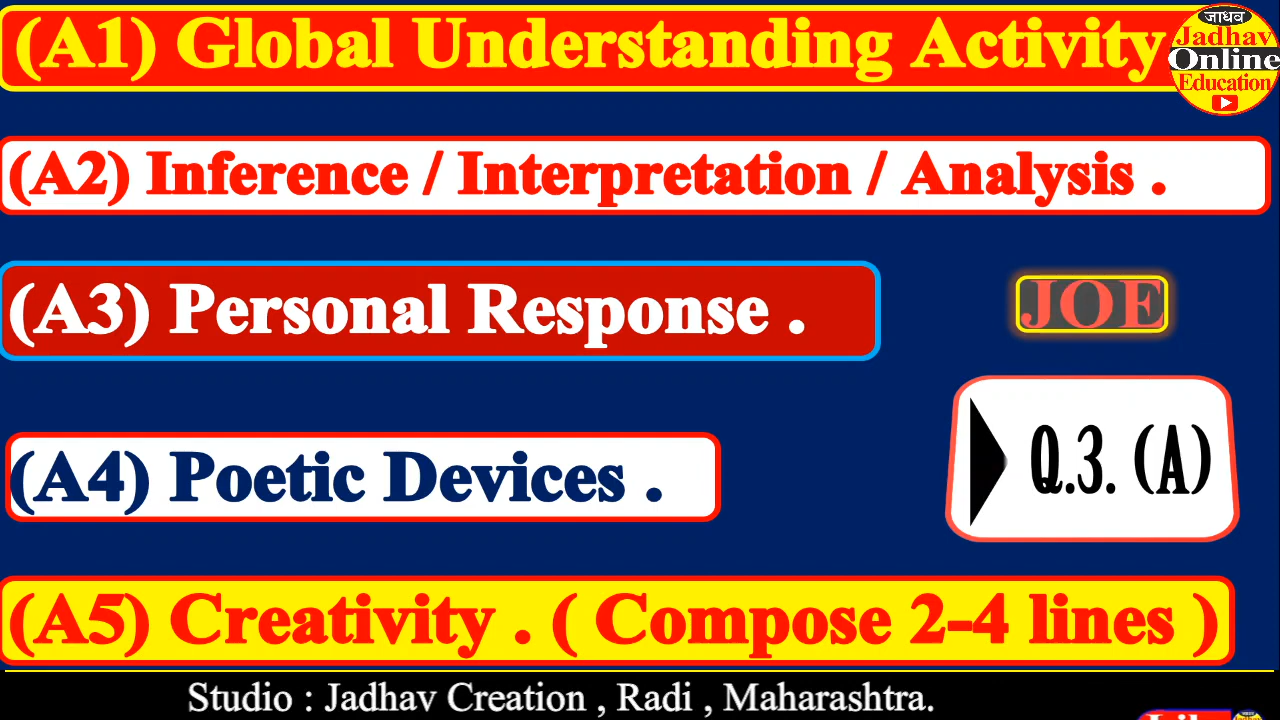 (A1) Global Understanding Activity
जाधव
Jadhav
Online
Education
(A2) Inference / Interpretation / Analysis .
(A3) Personal Response .
JOE
(A4) Poetic Devices .
Q.3. (A)
(A5) Creativity . ( Compose 2-4 lines )
Studio : Jadhav Creation , Radi , Maharashtra.